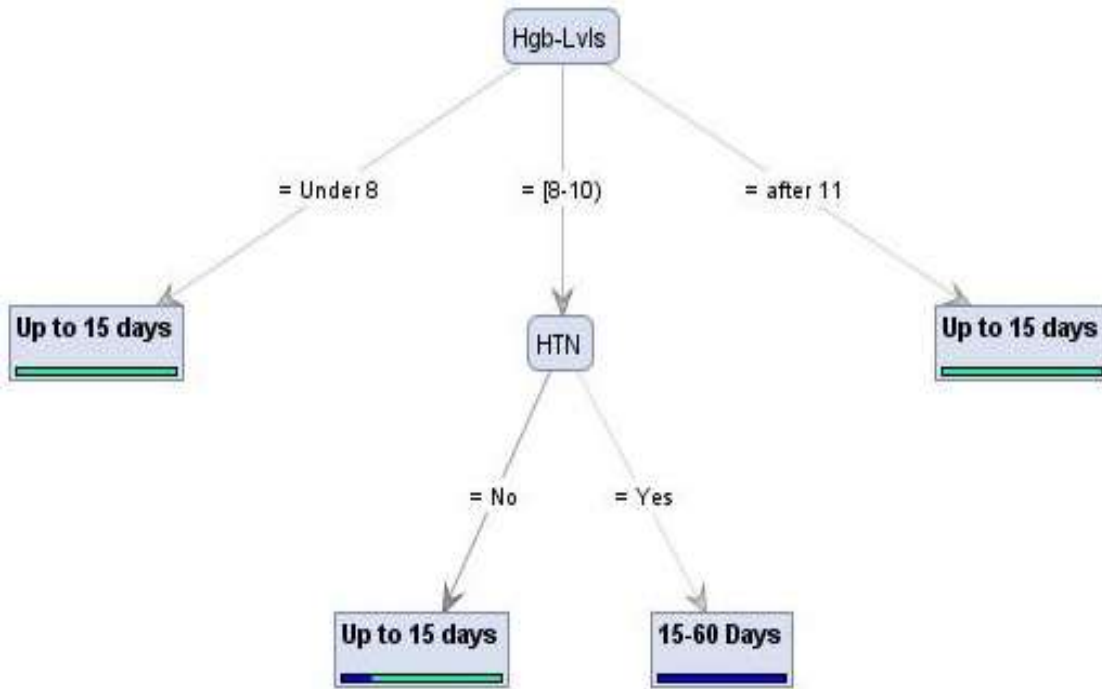 Hgb-Lvls
= Under 8
= [8-10)
= after 11
Up to 15 days
HTN
Up to 15 days
= No
= Yes
Up to 15 days
15-60 Days